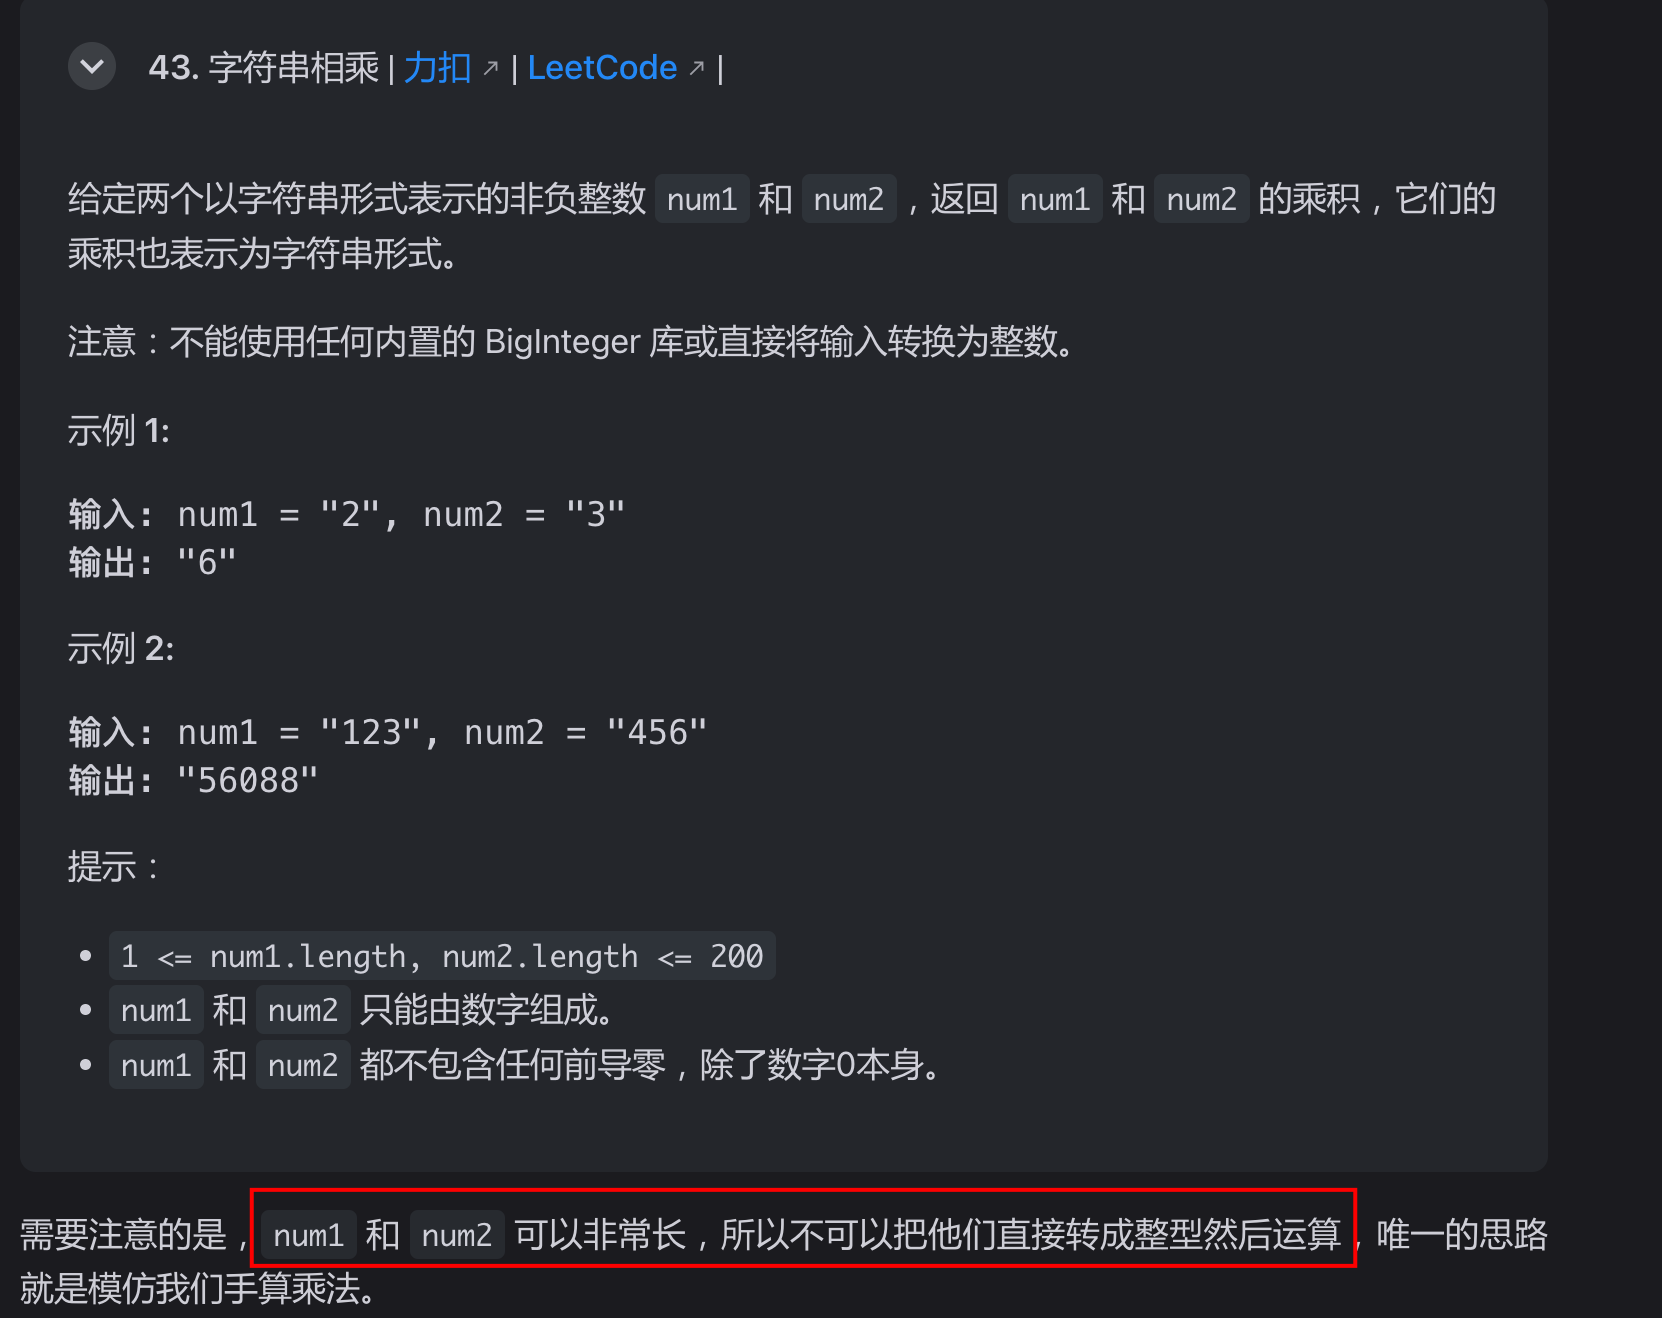 43. 字符串相乘 | 力扣 ↗ | LeetCode ↗ |
给定两个以字符串形式表示的非负整数 num1 和 num2，返回 num1 和 num2 的乘积，它们的
乘积也表示为字符串形式。
注意：不能使用任何内置的 BigInteger 库或直接将输入转换为整数。
示例 1:
输入: num1 = "2", num2 = "3"
输出: "6"
示例 2:
输入: num1 = "123", num2 = "456"
输出: "56088"
提示：
• 1 <= num1.length, num2.length <= 200
• num1 和 num2 只能由数字组成。
• num1 和 num2 都不包含任何前导零，除了数字0本身。
需要注意的是，num1 和 num2 可以非常长，所以不可以把他们直接转成整型然后运算，唯一的思路
就是模仿我们手算乘法。